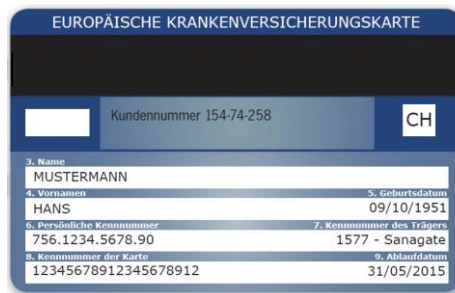 EUROPÄISCHE KRANKENVERSICHERUNGSKARTE
Kundennummer 154-74-258
CH
3. Name
MUSTERMANN
4. Vornamen 5. Geburtsdatum
HANS 09/10/1951
6. Persönliche Kennnummer 7. Kennnummer des Trägers
756.1234.5678.90 1577 - Sanagate
8. Kennnummer der Karte 9. Ablaufdatum
12345678912345678912 31/05/2015